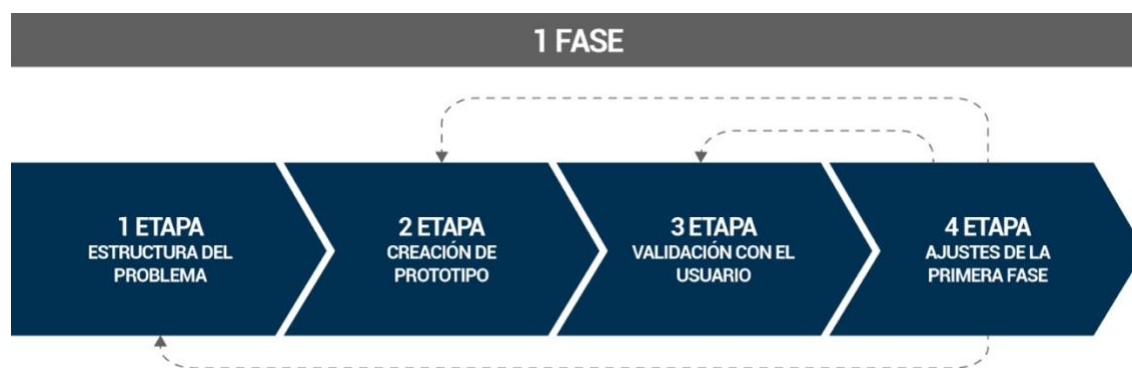 1 FASE
1 ETAPA
ESTRUCTURA DEL
PROBLEMA
2 ETAPA
CREACIÓN DE
PROTOTIPO
3 ETAPA
VALIDACIÓN CON EL
USUARIO
4 ETAPA
AJUSTES DE LA
PRIMERA FASE